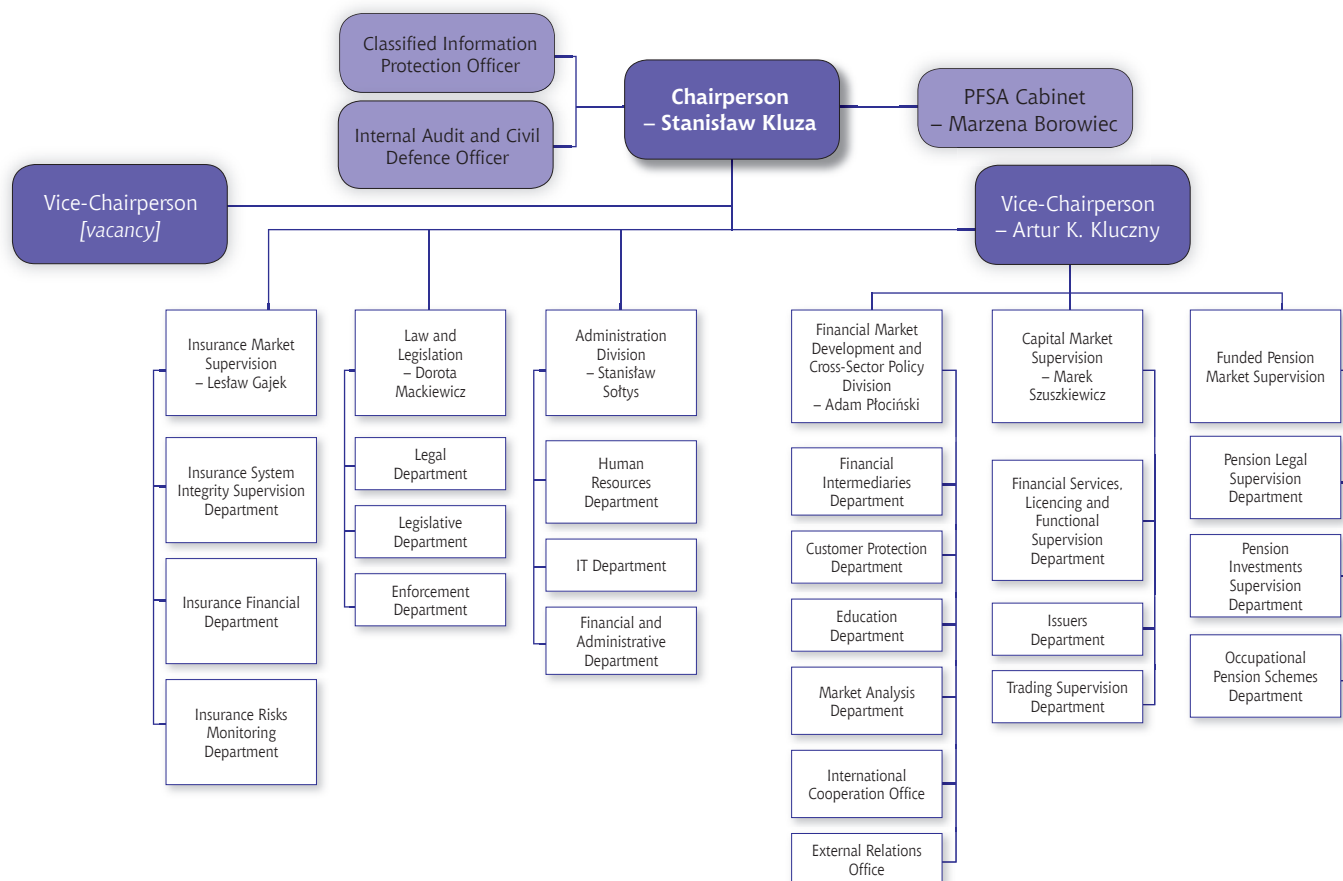 Classified Information
Protection Officer
Internal Audit and Civil
Defence Officer
Chairperson
– Stanisław Kluza
PFSA Cabinet
– Marzena Borowiec
Vice-Chairperson
[vacancy]
Vice-Chairperson
– Artur K. Kluczny
Insurance Market
Supervision
– Lesław Gajek
Insurance System
Integrity Supervision
Department
Insurance Financial
Department
Insurance Risks
Monitoring
Department
Law and
Legislation
– Dorota
Mackiewicz
Legal
Department
Legislative
Department
Enforcement
Department
Administration
Division
– Stanisław
Sołtys
Human
Resources
Department
IT Department
Financial and
Administrative
Department
Financial Market
Development and
Cross-Sector Policy
Division
– Adam Płociński
Financial
Intermediaries
Department
Customer Protection
Department
Education
Department
Market Analysis
Department
International
Cooperation Office
External Relations
Office
Capital Market
Supervision
– Marek
Szuszkiewicz
Financial Services,
Licencing and
Functional
Supervision
Department
Issuers
Department
Trading Supervision
Department
Funded Pension
Market Supervision
Pension Legal
Supervision
Department
Pension
Investments
Supervision
Department
Occupational
Pension Schemes
Department